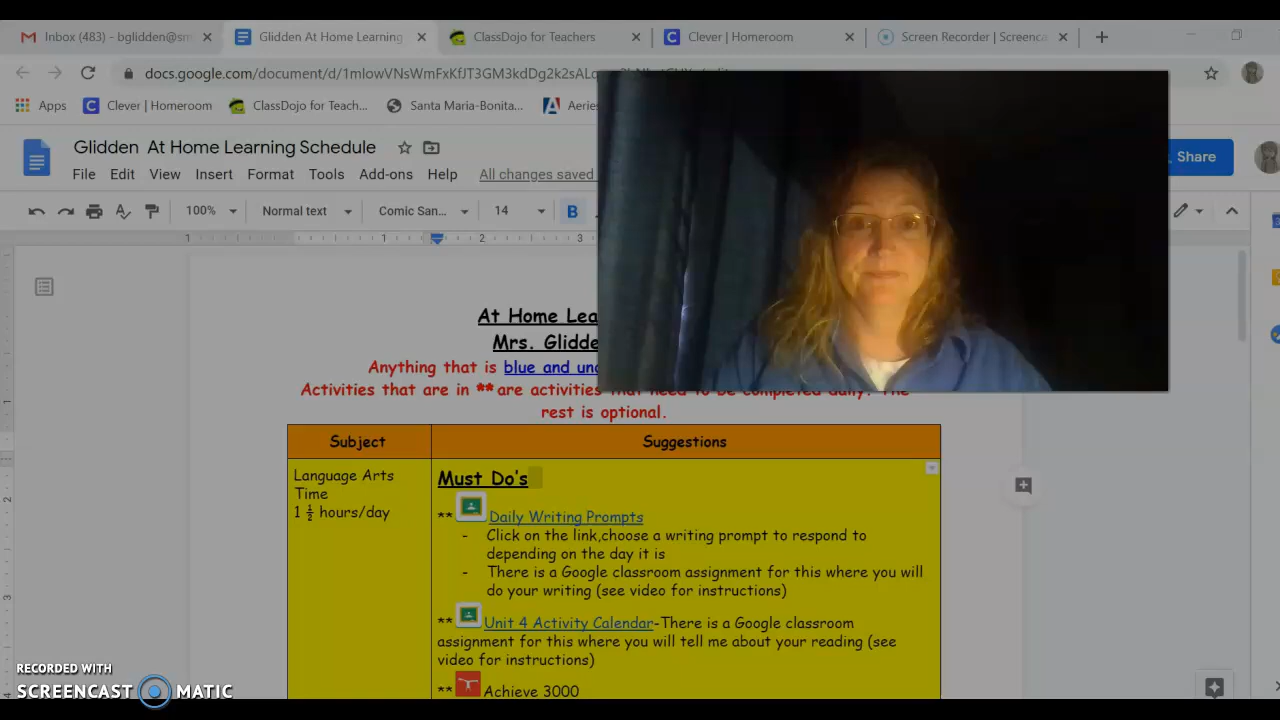 Inbox (483) - bglidden@sm
Glidden At Home Learning
ClassDojo for Teachers
Clever | Homeroom
Screen Recorder | Screenca
docs.google.com/document/d/1mlowVNsWmFxKfJT3GM3kdDg2k2sAL
Apps
Clever | Homeroom
ClassDojo for Teach...
Santa Maria-Bonita...
Aeries
Glidden At Home Learning Schedule
Share
File Edit View Insert Format Tools Add-ons Help All changes saved
100% Normal text Comic San... 14 B
1 1 2 3
At Home Lea
Mrs. Glidde
Anything that is blue and un
Activities that are in ** are activities that need to be completed daily. The
rest is optional.
Subject Suggestions
Language Arts
Time
1 ½ hours/day
Must Do's
** Daily Writing Prompts
- Click on the link,choose a writing prompt to respond to
depending on the day it is
- There is a Google classroom assignment for this where you will
do your writing (see video for instructions)
** Unit 4 Activity Calendar-There is a Google classroom
assignment for this where you will tell me about your reading (see
video for instructions)
** Achieve 3000
RECORDED WITH
SCREENCAST MATIC